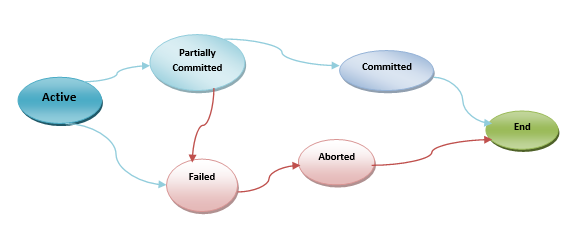 Partially
Committed
Committed
Active
End
Aborted
Failed